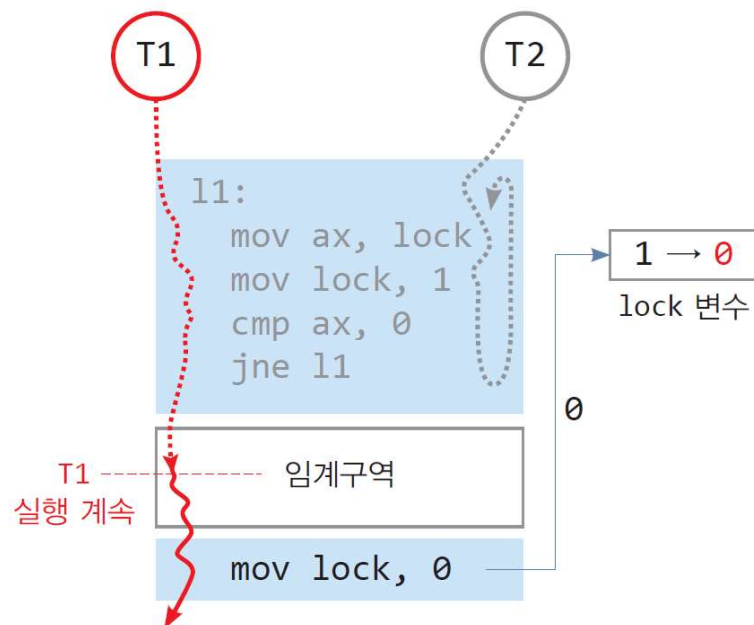 T1
T2
l1:
mov ax, lock
mov lock, 1
cmp ax, 0
jne l1
1 → 0
lock 변수
0
T1
실행 계속
임계구역
mov lock, 0